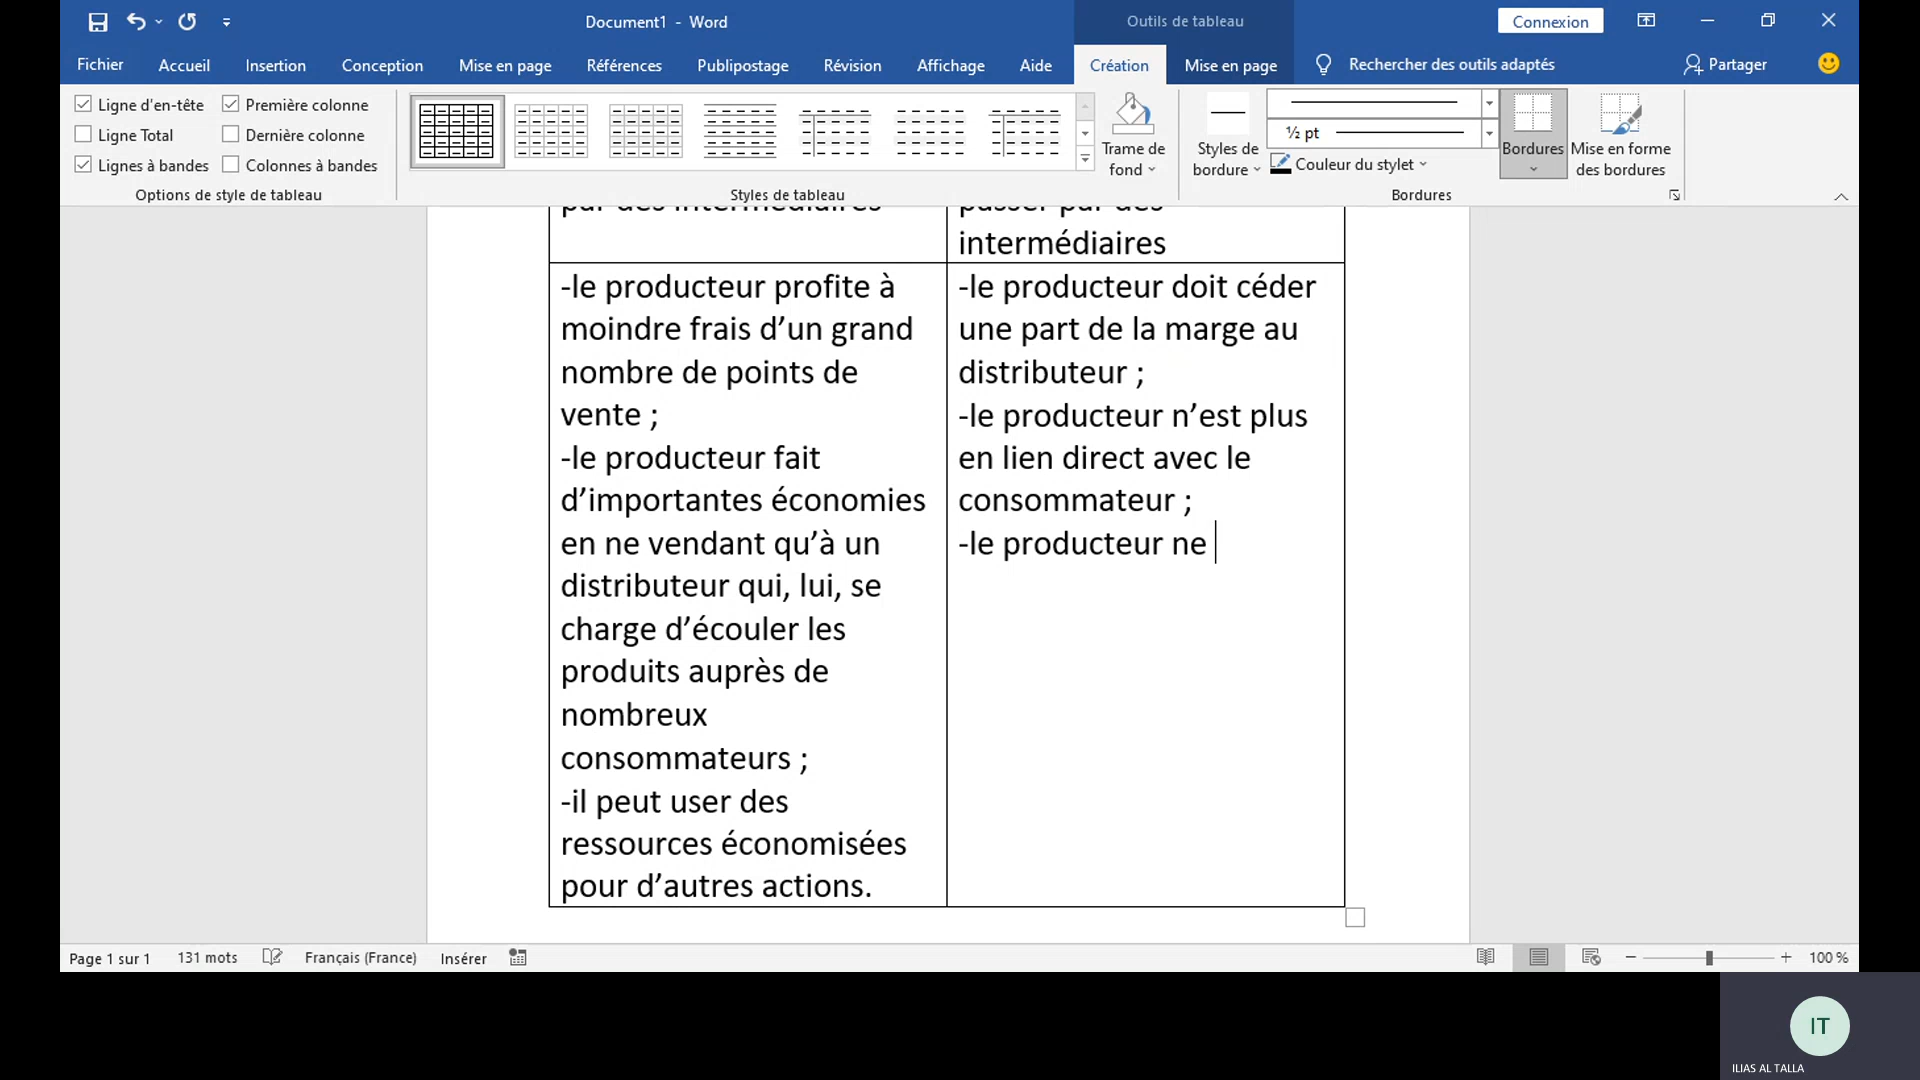 Document1 - Word
Outils de tableau
Connexion
Fichier
Accueil
Insertion
Conception
Mise en page
Références
Publipostage
Révision
Affichage
Aide
Création
Mise en page
Rechercher des outils adaptés
Partager
Ligne d'en-tête
Première colonne
Ligne Total
Dernière colonne
Lignes à bandes
Colonnes à bandes
Options de style de tableau
Styles de tableau
Trame de
fond
Styles de
bordure
½ pt
Couleur du stylet
Bordures
Mise en forme
des bordures
Bordures
par des intermédiaires
passer par des
intermédiaires
-le producteur profite à
moindre frais d’un grand
nombre de points de
vente ;
-le producteur fait
d’importantes économies
en ne vendant qu’à un
distributeur qui, lui, se
charge d’écouler les
produits auprès de
nombreux
consommateurs ;
-il peut user des
ressources économisées
pour d’autres actions.
-le producteur doit céder
une part de la marge au
distributeur ;
-le producteur n’est plus
en lien direct avec le
consommateur ;
-le producteur ne
Page 1 sur 1
131 mots
Français (France)
Insérer
100 %
IT
ILIAS AL TALLA